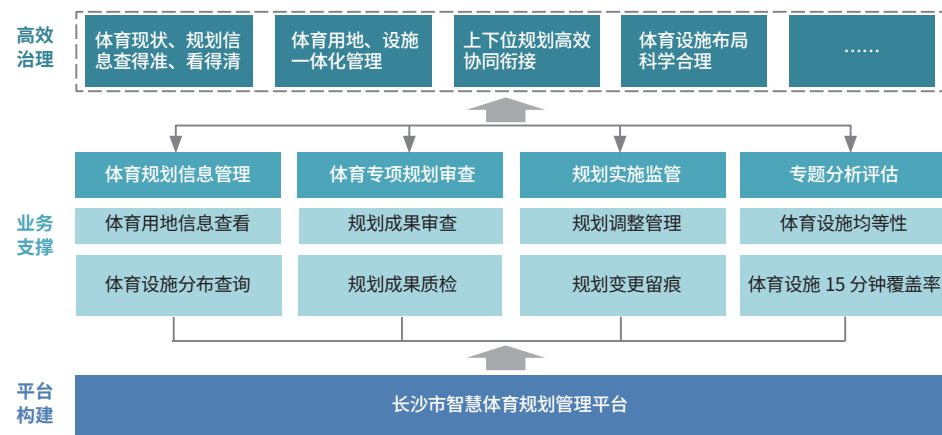 高效
治理
体育现状、规划信
息查得准、看得清
体育用地、设施
一体化管理
上下位规划高效
协同衔接
体育设施布局
科学合理
……
业务
支撑
体育规划信息管理
体育专项规划审查
规划实施监管
专题分析评估
体育用地信息查看
规划成果审查
规划调整管理
体育设施均等性
体育设施分布查询
规划成果质检
规划变更留痕
体育设施 15 分钟覆盖率
平台
构建
长沙市智慧体育规划管理平台